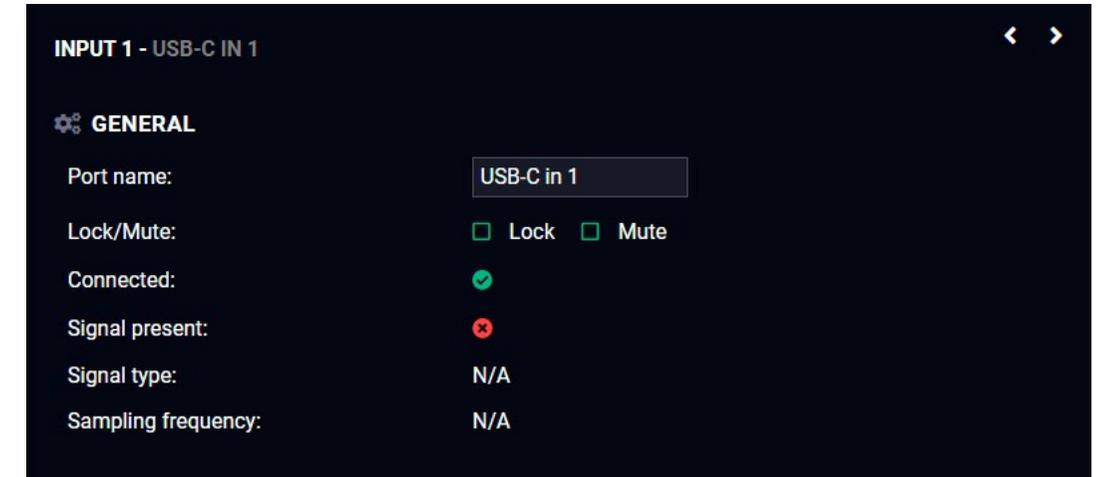 INPUT 1 - USB-C IN 1
GENERAL
Port name: USB-C in 1
Lock/Mute: Lock Mute
Connected:
Signal present:
Signal type: N/A
Sampling frequency: N/A